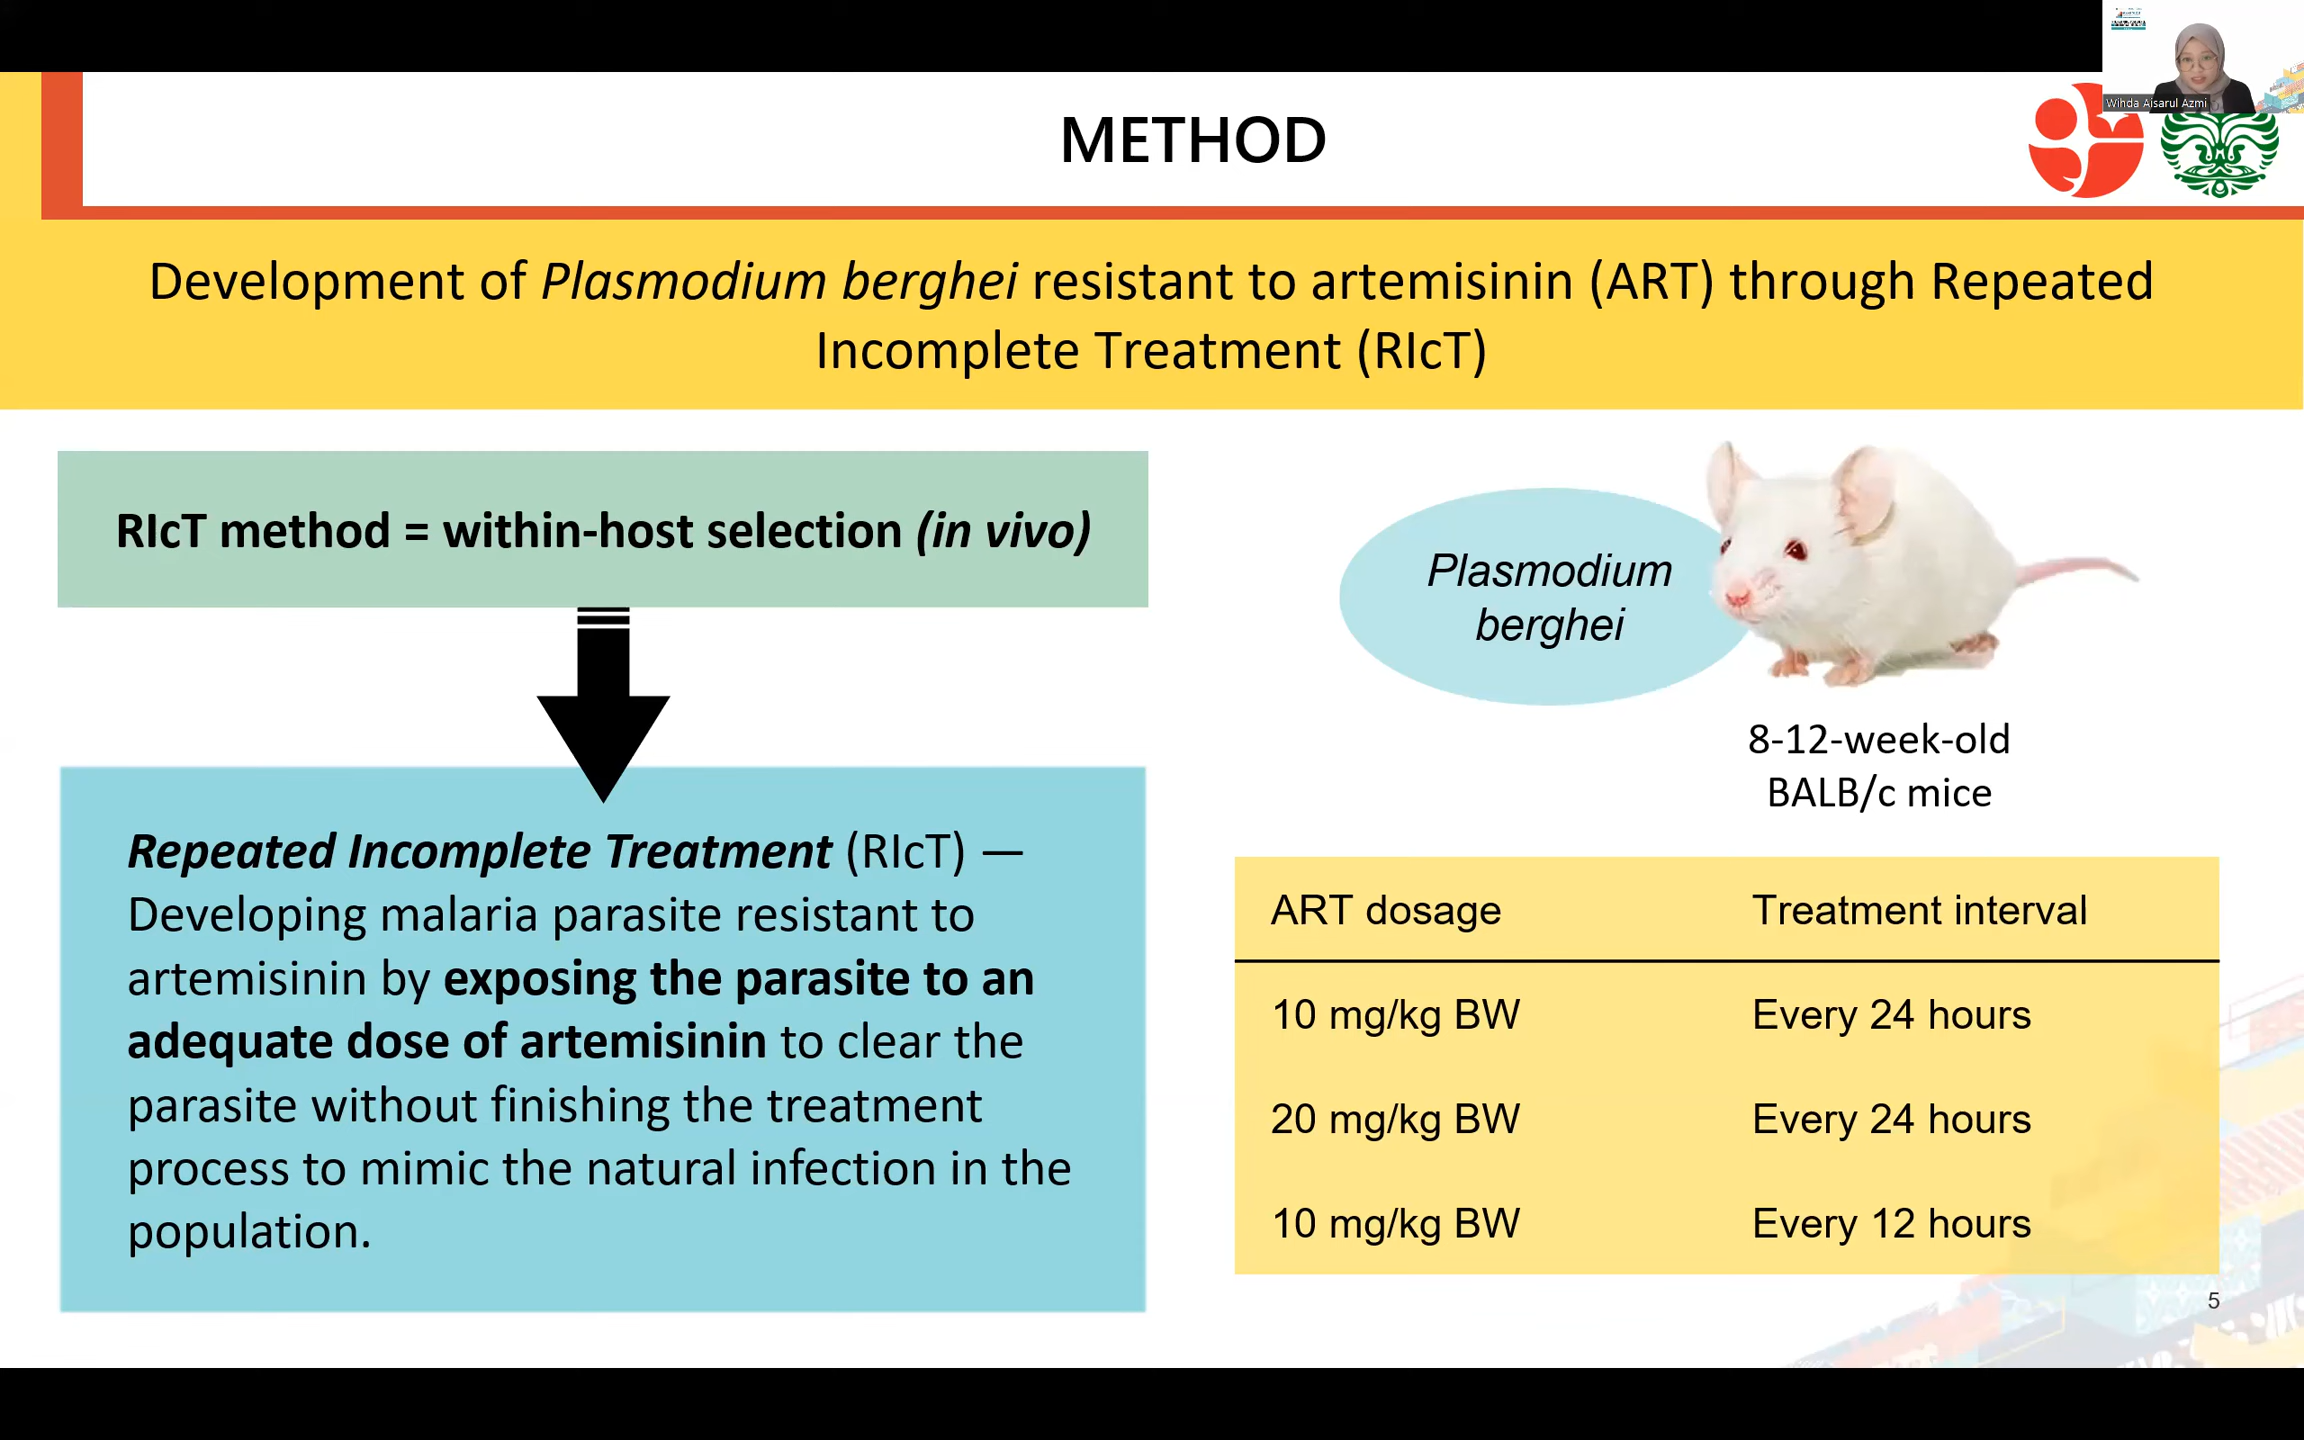 Wihda Aisarul Azmi
METHOD
Development of Plasmodium berghei resistant to artemisinin (ART) through Repeated
Incomplete Treatment (RIcT)
RIcT method = within-host selection (in vivo)
Repeated Incomplete Treatment (RIcT) —
Developing malaria parasite resistant to
artemisinin by exposing the parasite to an
adequate dose of artemisinin to clear the
parasite without finishing the treatment
process to mimic the natural infection in the
population.
Plasmodium
berghei
8-12-week-old
BALB/c mice
ART dosage Treatment interval
10 mg/kg BW Every 24 hours
20 mg/kg BW Every 24 hours
10 mg/kg BW Every 12 hours
5